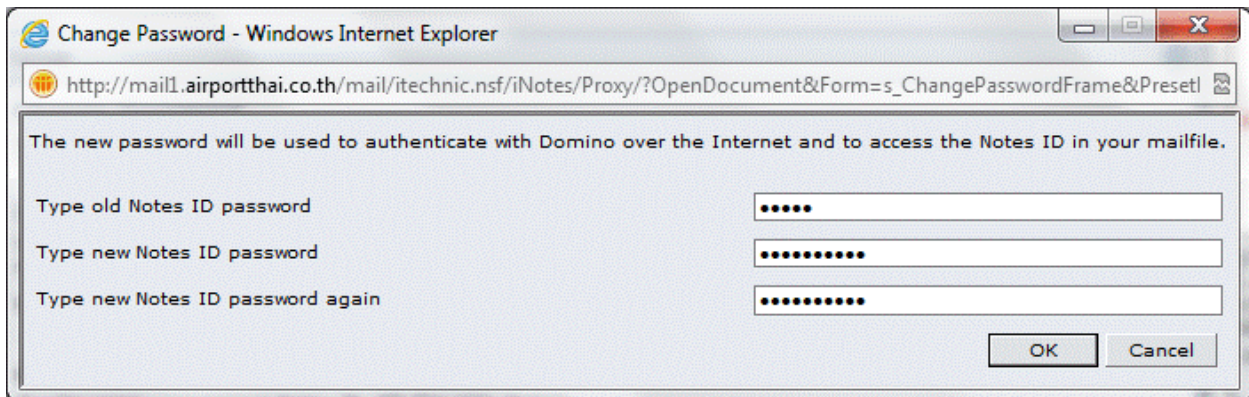 Change Password - Windows Internet Explorer
http://mail1.airportthai.co.th/mail/itechnic.nsf/iNotes/Proxy/?OpenDocument&Form=s_ChangePasswordFrame&PresetI
The new password will be used to authenticate with Domino over the Internet and to access the Notes ID in your mailfile.
Type old Notes ID password •••••
Type new Notes ID password ••••••••••
Type new Notes ID password again ••••••••••
OK Cancel